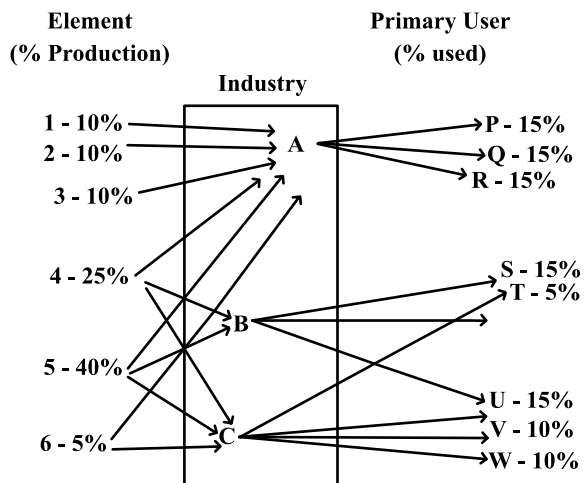 Element
(% Production)
Primary User
(% used)
Industry
1 - 10%
2 - 10%
3 - 10%
4 - 25%
5 - 40%
6 - 5%
A
B
C
P - 15%
Q - 15%
R - 15%
S - 15%
T - 5%
U - 15%
V - 10%
W - 10%